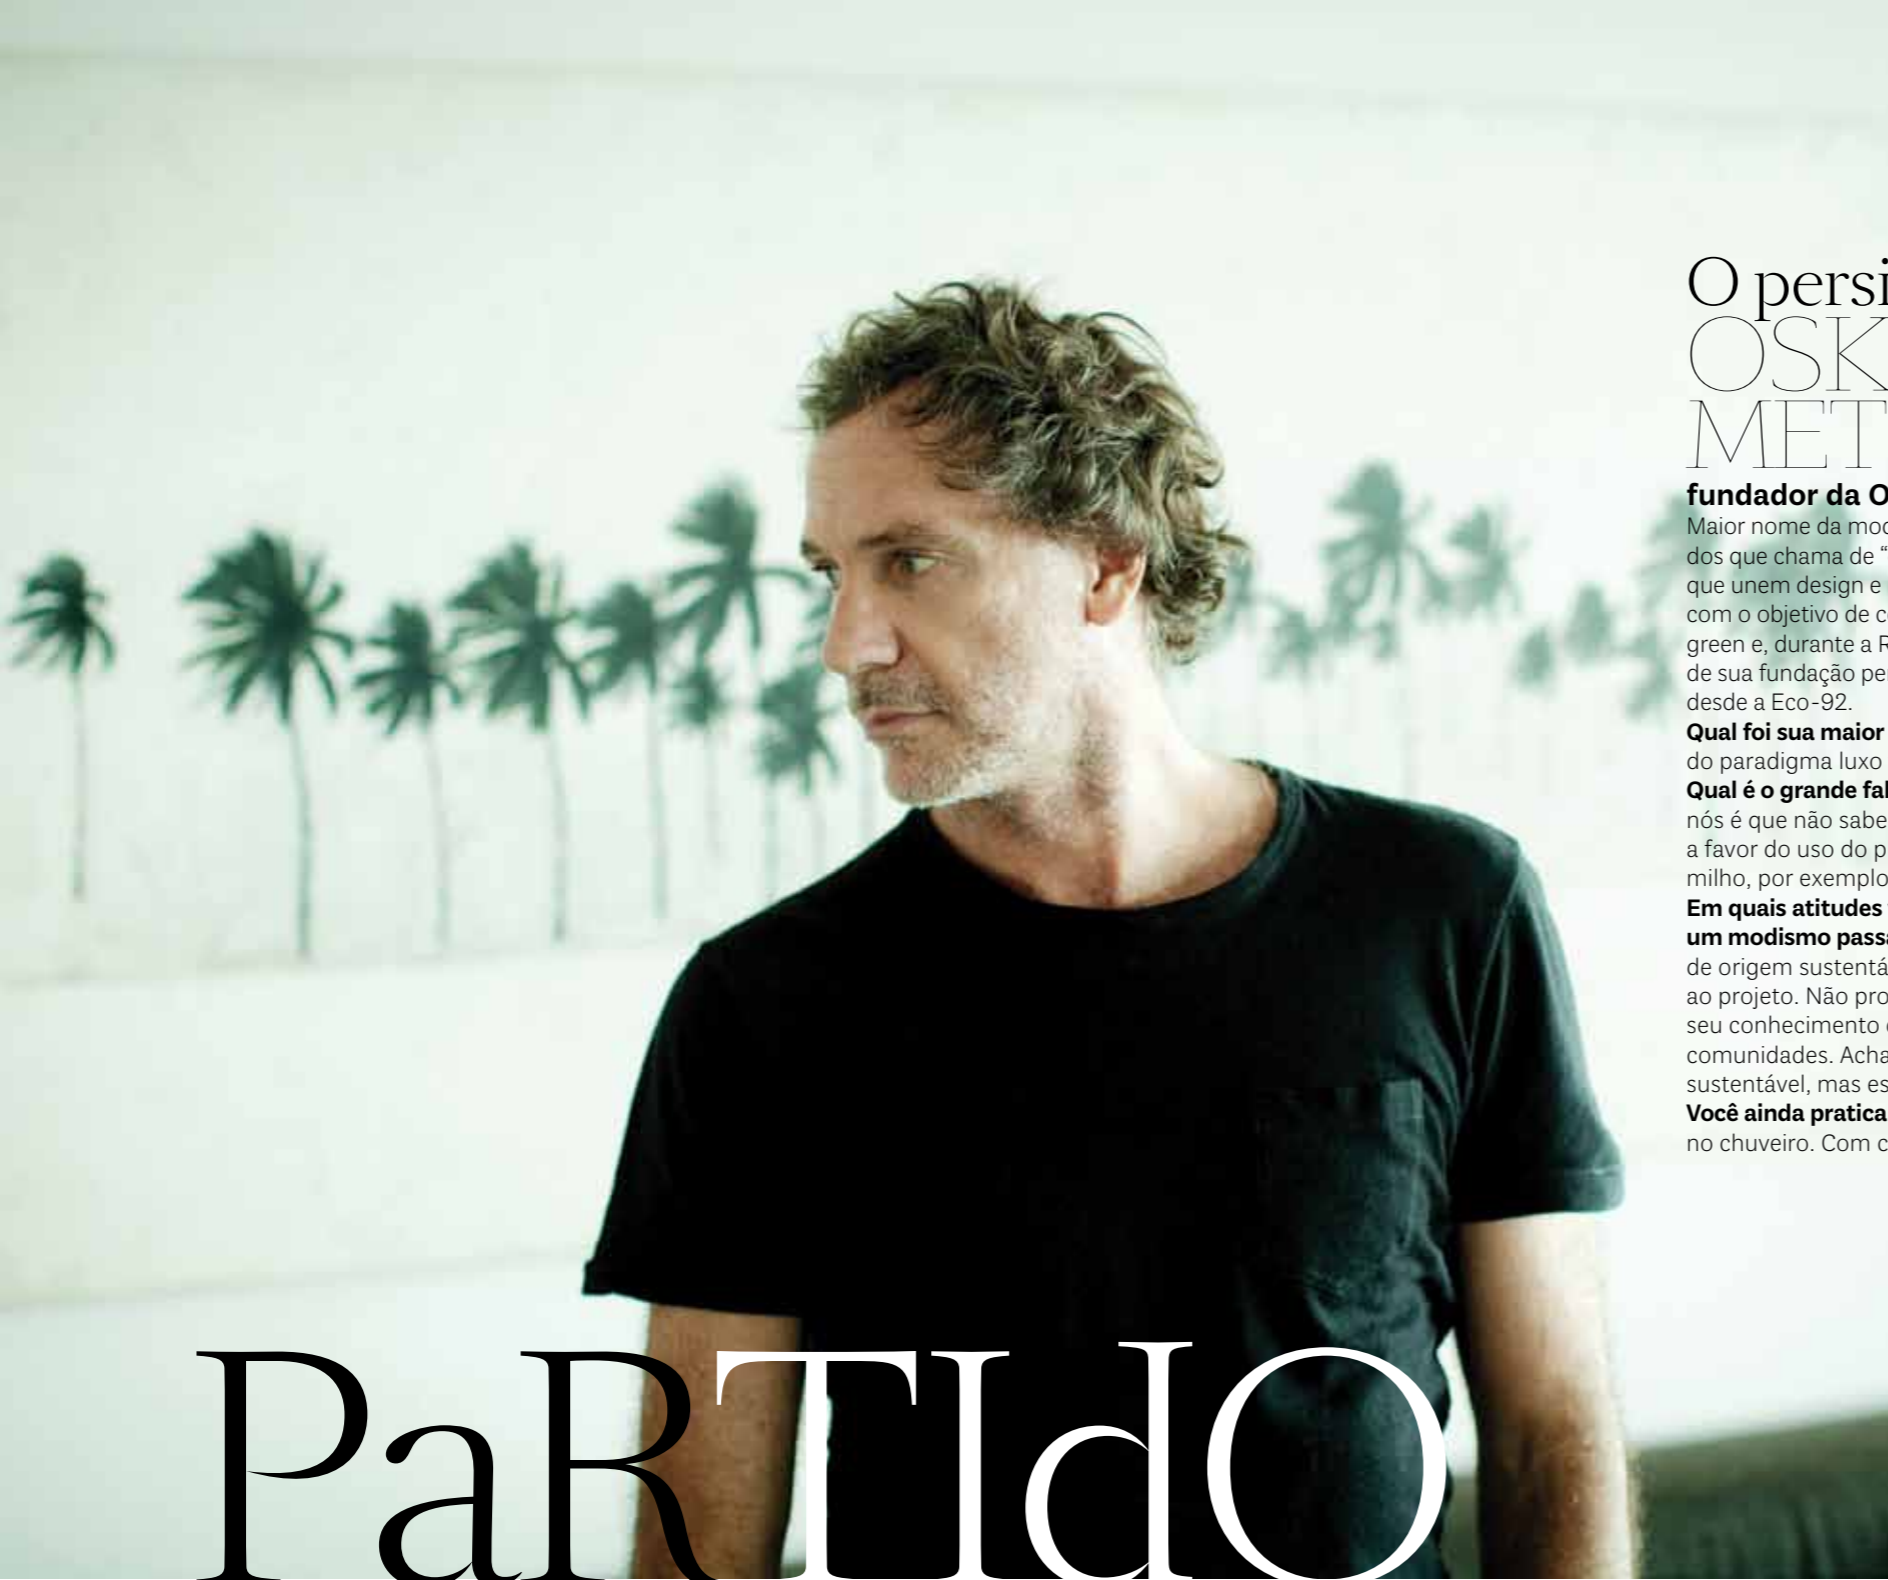 O persi
OSK
MET
fundador da O
Maior nome da mod
dos que chama de “
que unem design e
com o objetivo de c
green e, durante a R
de sua fundação per
desde a Eco-92.
Qual foi sua maior
do paradigma luxo
Qual é o grande fal
nós é que não sabe
a favor do uso do p
milho, por exemplo
Em quais atitudes
um modismo passa
de origem sustentá
ao projeto. Não pro
seu conhecimento
comunidades. Acha
sustentável, mas es
Você ainda pratica
no chuveiro. Com c
PaRTIdO